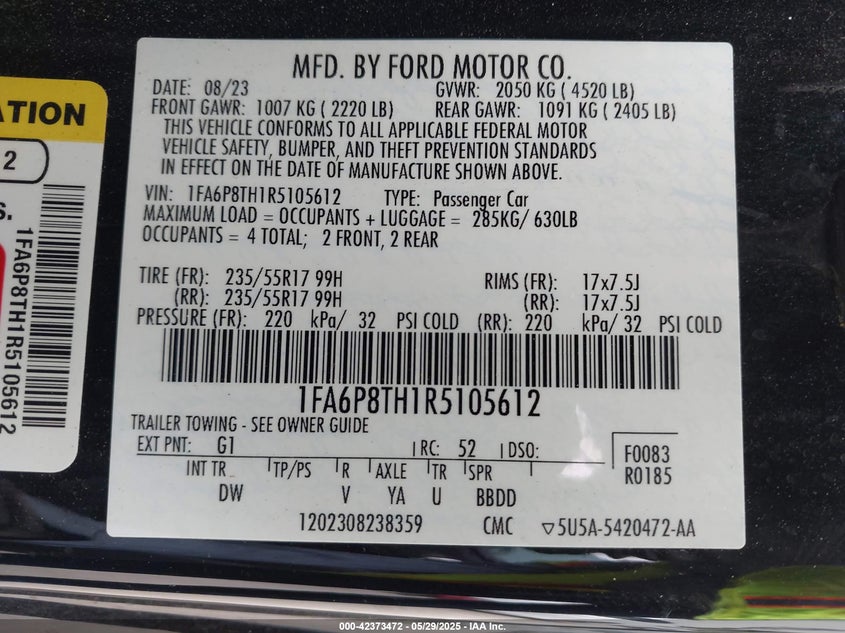 ATION
2
S.
1FA6P8TH1R5105612
MFD. BY FORD MOTOR CO.
DATE: 08/23 GVWR: 2050 KG ( 4520 LB)
FRONT GAWR: 1007 KG ( 2220 LB) REAR GAWR: 1091 KG ( 2405 LB)
THIS VEHICLE CONFORMS TO ALL APPLICABLE FEDERAL MOTOR
VEHICLE SAFETY, BUMPER, AND THEFT PREVENTION STANDARDS
IN EFFECT ON THE DATE OF MANUFACTURE SHOWN ABOVE.
VIN: 1FA6P8TH1R5105612 TYPE: Passenger Car
MAXIMUM LOAD = OCCUPANTS + LUGGAGE = 285KG/ 630LB
OCCUPANTS = 4 TOTAL; 2 FRONT, 2 REAR
TIRE (FR): 235/55R17 99H RIMS (FR): 17x7.5J
(RR): 235/55R17 99H (RR): 17x7.5J
PRESSURE (FR): 220 kPa/ 32 PSI COLD (RR): 220 kPa/ 32 PSI COLD
1FA6P8TH1R5105612
TRAILER TOWING - SEE OWNER GUIDE
EXT PNT: G1 RC: 52 DSO: F0083
R0185
INT TR TP/PS R AXLE TR SPR
DW V YA U BBDD
1202308238359 CMC ▽5U5A-5420472-AA
000-42373472 - 05/29/2025 - IAA Inc.